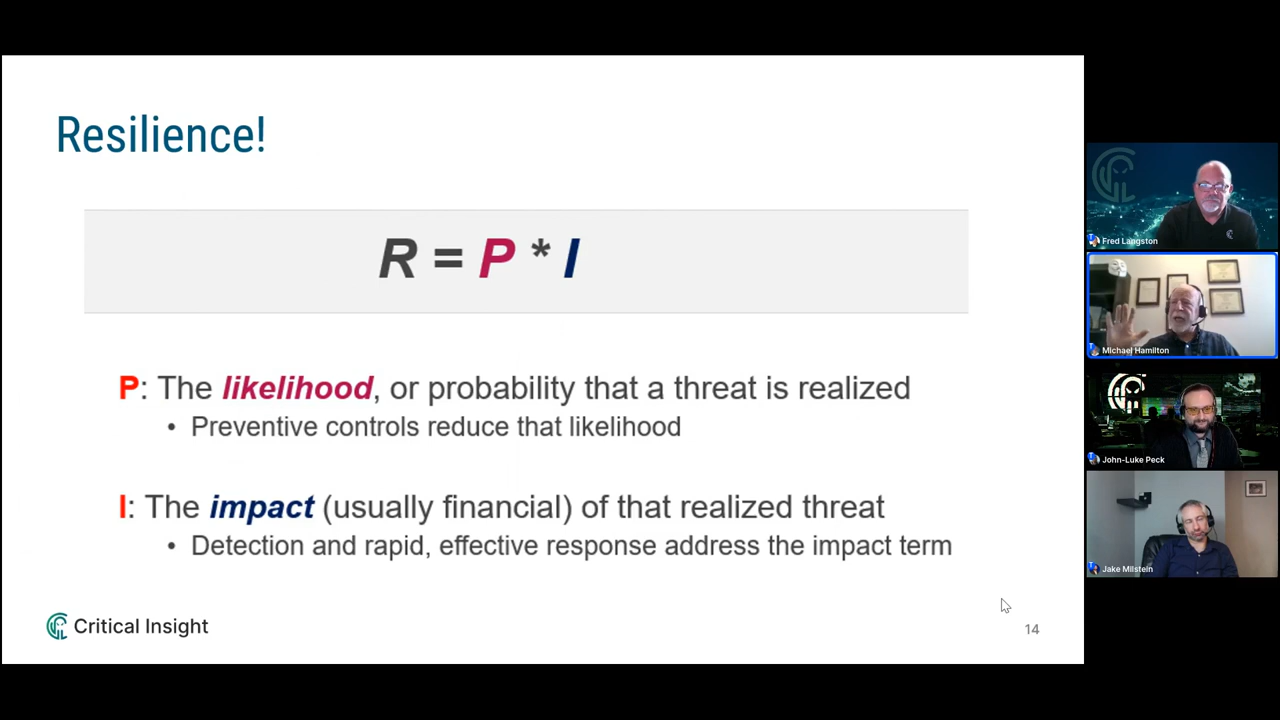 Resilience!
R = P * I
P: The likelihood, or probability that a threat is realized
• Preventive controls reduce that likelihood
I: The impact (usually financial) of that realized threat
• Detection and rapid, effective response address the impact term
Critical Insight
14
Fred Langston
Michael Hamilton
John-Luke Peck
Jake Milstein